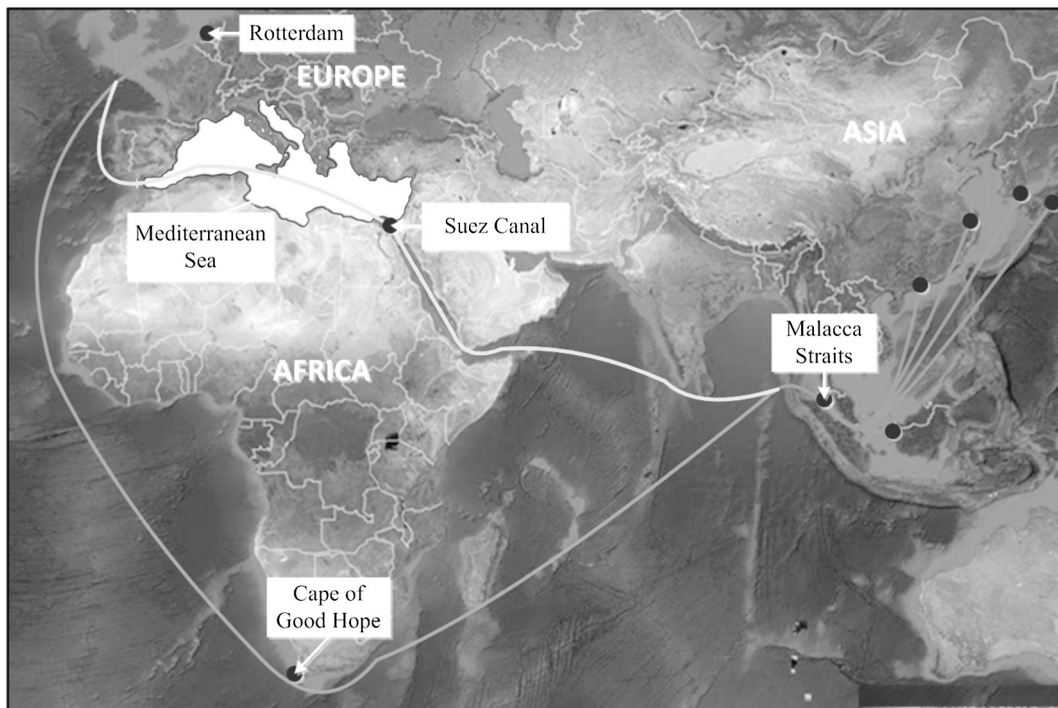 Rotterdam
EUROPE
ASIA
Mediterranean
Sea
Suez Canal
Malacca
Straits
AFRICA
Cape of
Good Hope